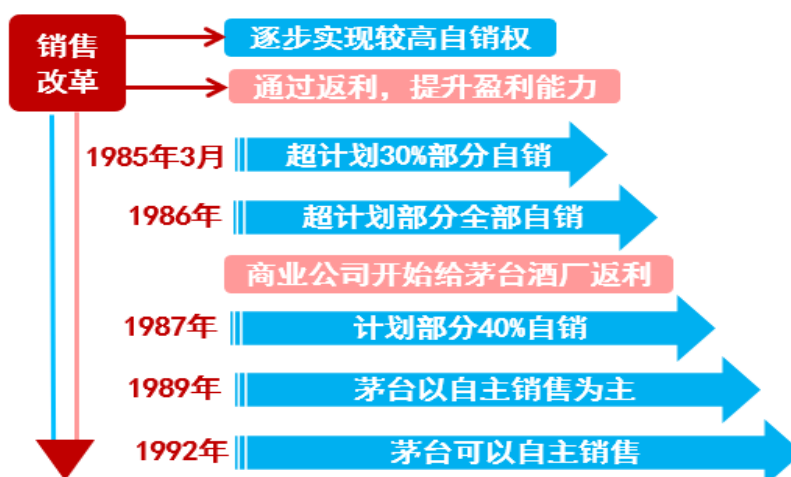 销售
改革
逐步实现较高自销权
通过返利，提升盈利能力
1985年3月
超计划30%部分自销
1986年
超计划部分全部自销
商业公司开始给茅台酒厂返利
1987年
计划部分40%自销
1989年
茅台以自主销售为主
1992年
茅台可以自主销售